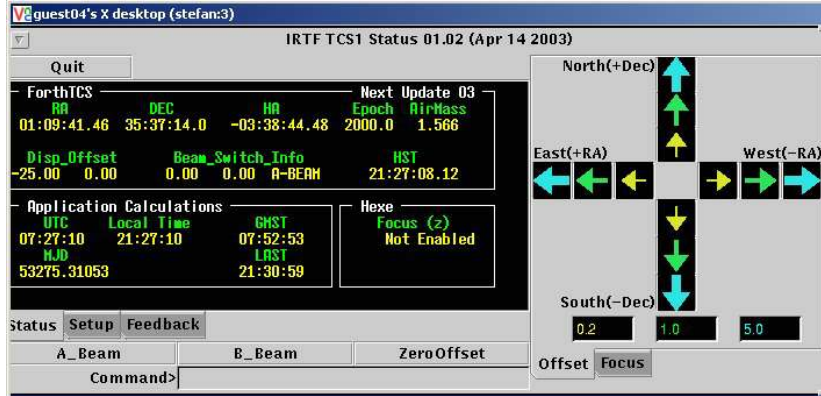 guest04's X desktop (stefan:3)
IRTF TCS1 Status 01.02 (Apr 14 2003)
Quit
ForthTCS Next Update 03
RA DEC HA Epoch AirMass
01:09:41.46 35:37:14.0 -03:38:44.48 2000.0 1.566
Disp_Offset Beam_Switch_Info HST
-25.00 0.00 0.00 0.00 A-BEAM 21:27:08.12
Application Calculations
UTC Local Time GMST
07:27:10 21:27:10 07:52:53
MJD LAST
53275.31053 21:30:59
Hexe
Focus (z)
Not Enabled
Status Setup Feedback
A_Beam B_Beam ZeroOffset
Command>
North(+Dec)
East(+RA) West(-RA)
South(-Dec)
0.2 1.0 5.0
Offset Focus